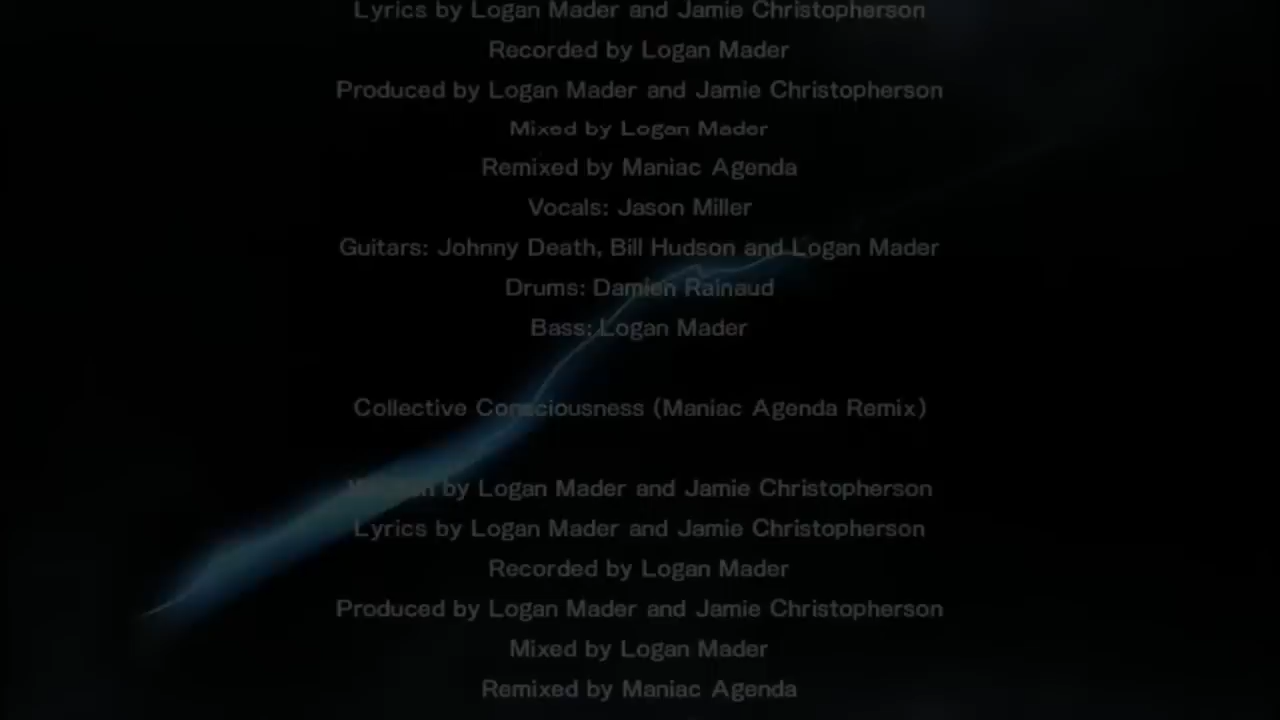 Lyrics by Logan Mader and Jamie Christopherson
Recorded by Logan Mader
Produced by Logan Mader and Jamie Christopherson
Mixed by Logan Mader
Remixed by Maniac Agenda
Vocals: Jason Miller
Guitars: Johnny Death, Bill Hudson and Logan Mader
Drums: Damien Rainaud
Bass: Logan Mader
Collective Consciousness (Maniac Agenda Remix)
Written by Logan Mader and Jamie Christopherson
Lyrics by Logan Mader and Jamie Christopherson
Recorded by Logan Mader
Produced by Logan Mader and Jamie Christopherson
Mixed by Logan Mader
Remixed by Maniac Agenda